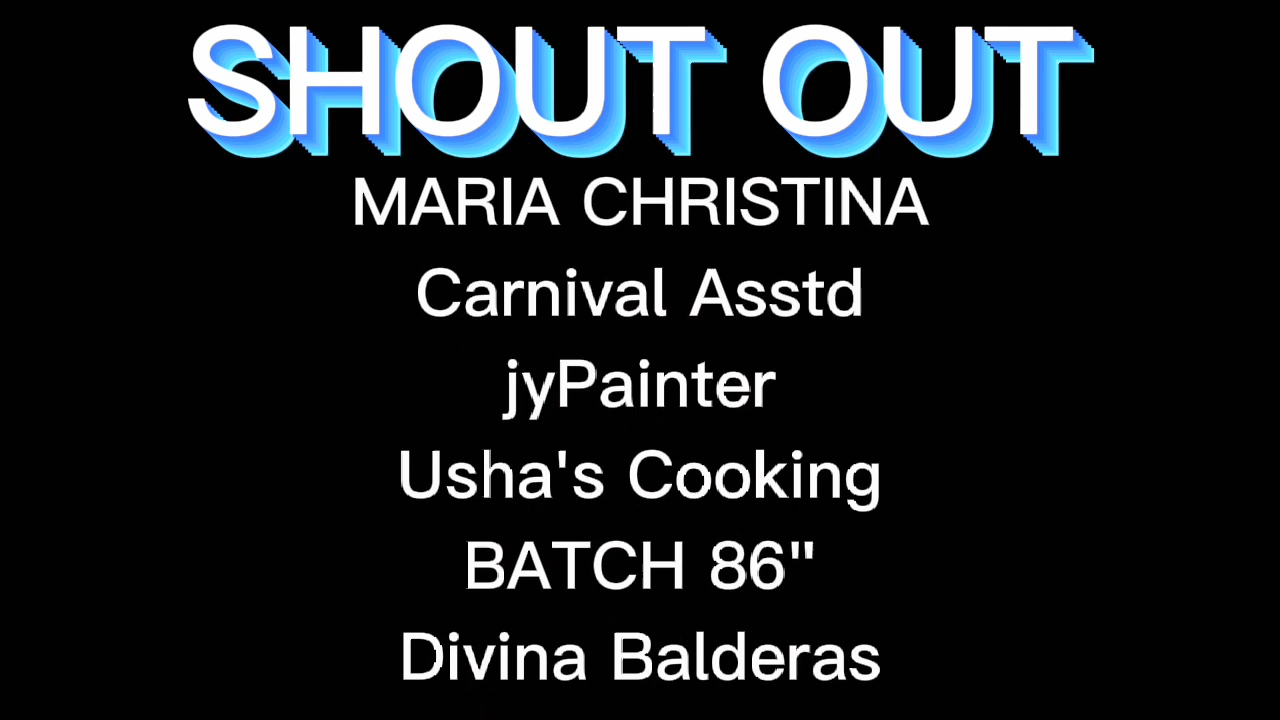 SHOUT OUT
MARIA CHRISTINA
Carnival Asstd
jyPainter
Usha's Cooking
BATCH 86"
Divina Balderas